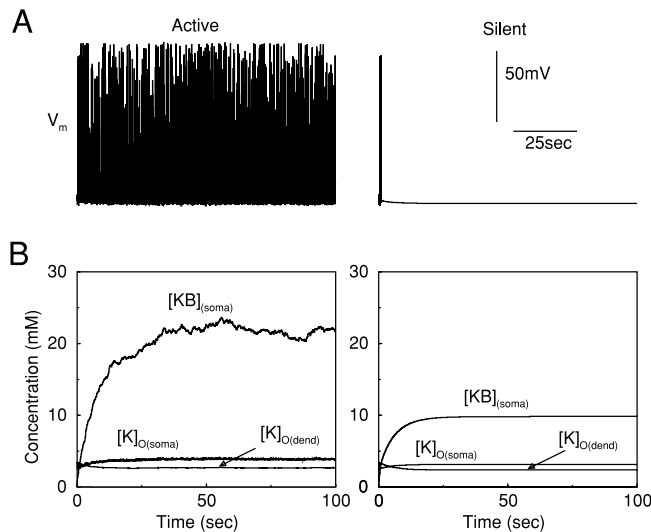 A
Active
Silent
V_m
50mV
25sec
B
Concentration (mM)
30
20
10
0
[KB](soma)
[K]O(soma)
[K]O(dend)
0
50
100
Time (sec)
30
20
10
0
[KB](soma)
[K]O(soma)
[K]O(dend)
0
50
100
Time (sec)